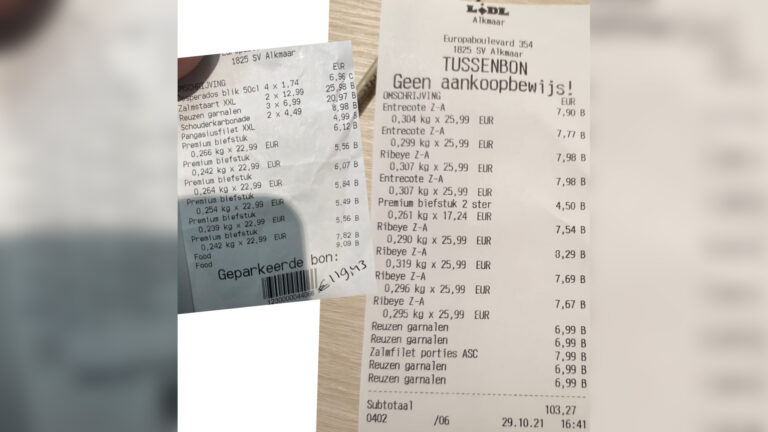 1825 SV Alkmaar
OMSCHRIJVING EUR
Desperados blik 50cl 4 x 1,74 6,96 C
Zalmstaart XXL 2 x 12,99 25,98 B
Reuzen garnalen 3 x 6,99 20,97 B
Schouderkarbonade 2 x 4,49 8,98 B
Pangasiusfilet XXL 4,99 B
Premium biefstuk 6,12 B
0,266 kg x 22,99 EUR
Premium biefstuk 5,56 B
0,242 kg x 22,99 EUR
Premium biefstuk 6,07 B
0,264 kg x 22,99 EUR
Premium biefstuk 5,84 B
0,254 kg x 22,99 EUR
Premium biefstuk 5,49 B
0,239 kg x 22,99 EUR
Premium biefstuk 5,56 B
0,242 kg x 22,99 EUR
Food 7,82 B
Food 9,09 B
Geparkeerde bon:
€119,43
LIDL
Alkmaar
Europaboulevard 354
1825 SV Alkmaar
TUSSENBON
Geen aankoopbewijs!
OMSCHRIJVING EUR
Entrecote Z-A 7,90 B
0,304 kg x 25,99 EUR
Entrecote Z-A 7,77 B
0,299 kg x 25,99 EUR
Ribeye Z-A 7,98 B
0,307 kg x 25,99 EUR
Entrecote Z-A 7,98 B
0,307 kg x 25,99 EUR
Premium biefstuk 2 ster 4,50 B
0,261 kg x 17,24 EUR
Ribeye Z-A 7,54 B
0,290 kg x 25,99 EUR
Ribeye Z-A 8,29 B
0,319 kg x 25,99 EUR
Ribeye Z-A 7,69 B
0,296 kg x 25,99 EUR
Ribeye Z-A 7,67 B
0,295 kg x 25,99 EUR
Reuzen garnalen 6,99 B
Reuzen garnalen 6,99 B
Zalmfilet porties ASC 7,99 B
Reuzen garnalen 6,99 B
Reuzen garnalen 6,99 B
Subtotaal 103,27
0402 /06 29.10.21 16:41